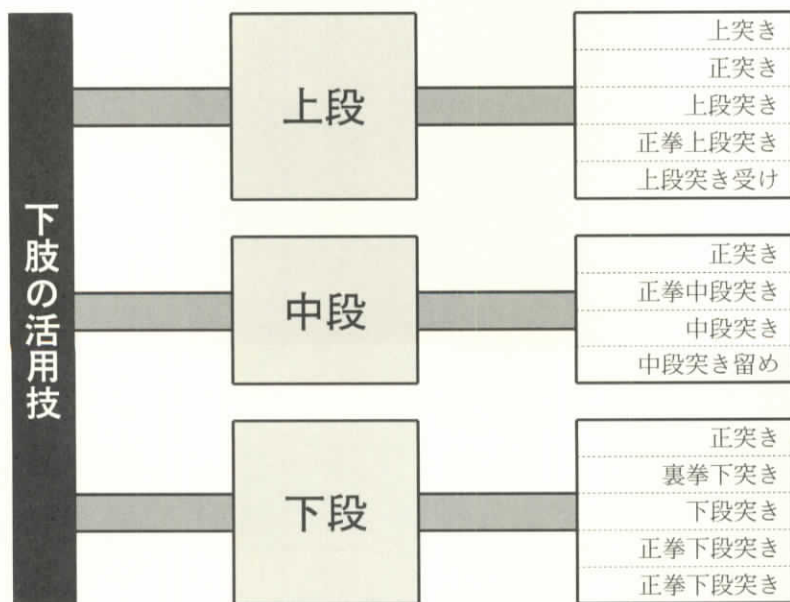 下肢の活用技
上段
上突き
正突き
上段突き
正拳上段突き
上段突き受け
中段
正突き
正拳中段突き
中段突き
中段突き留め
下段
正突き
裏拳下突き
下段突き
正拳下段突き
正拳下段突き